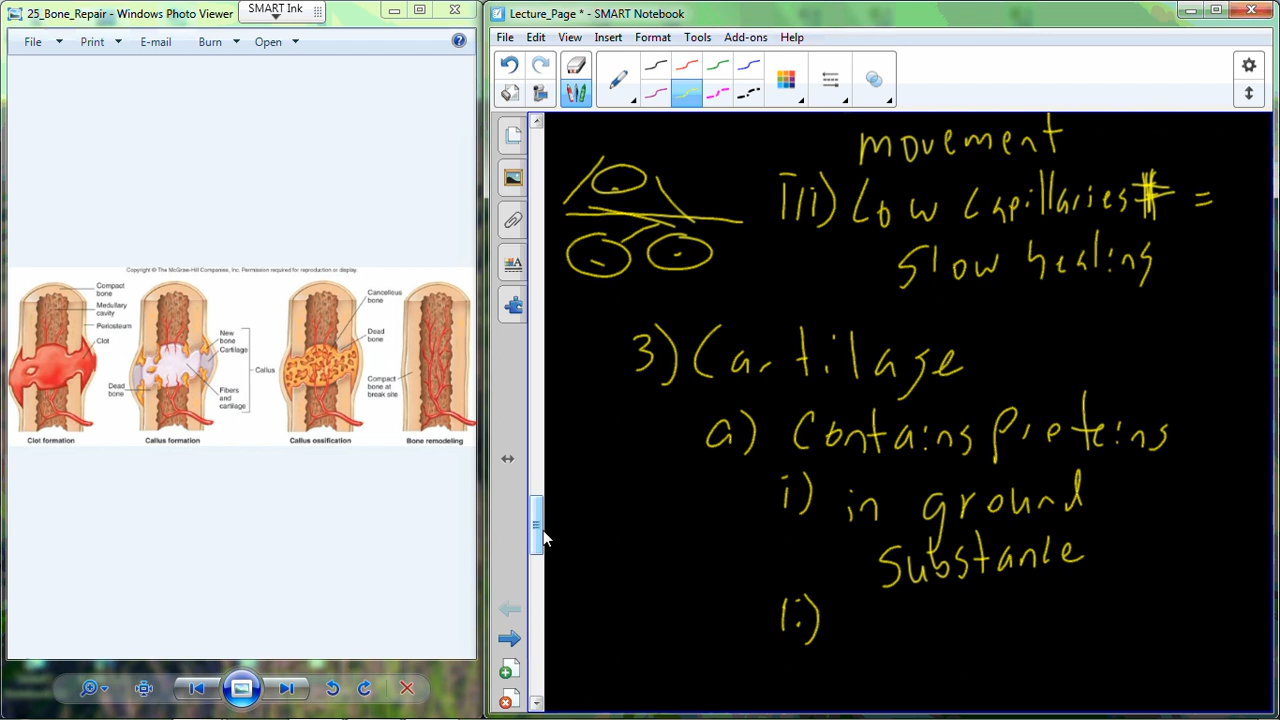 25_Bone_Repair - Windows Photo Viewer
SMART Ink
File Print E-mail Burn Open
Copyright © The McGraw-Hill Companies, Inc. Permission required for reproduction or display.
Compact
bone
Medullary
cavity
Periosteum
Clot
Dead
bone
Clot formation
New
bone
Cartilage
Callus
Fibers
and
cartilage
Callus formation
Cancellous
bone
Dead
bone
Compact
bone at
break site
Callus ossification
Bone remodeling
Lecture_Page * - SMART Notebook
File Edit View Insert Format Tools Add-ons Help
movement
iii) Low Capillaries # =
Slow healing
3) Cartilage
a) Contains proteins
i) in ground
Substance
ii)